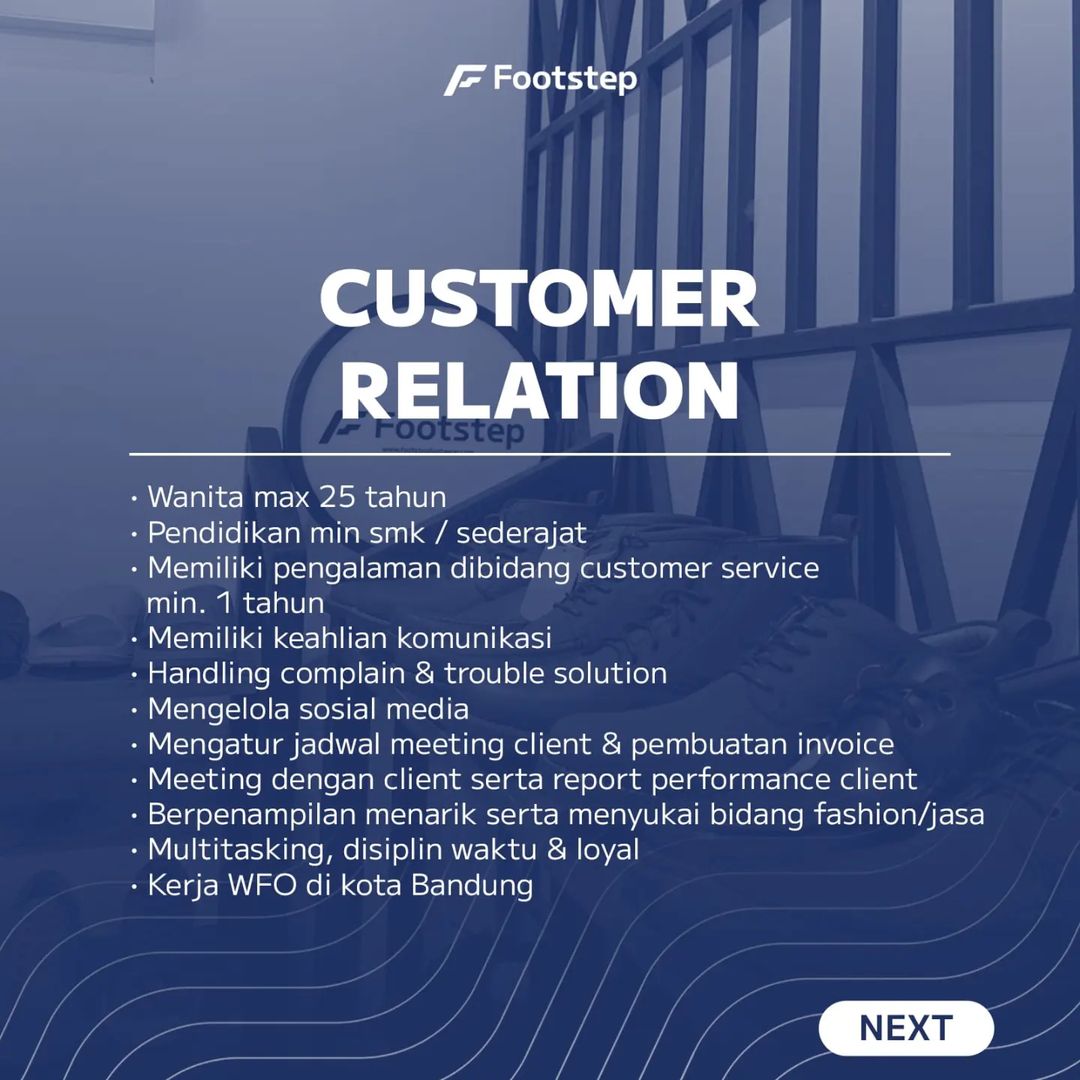 Footstep
CUSTOMER
RELATION
Footstep
• Wanita max 25 tahun
• Pendidikan min smk / sederajat
• Memiliki pengalaman dibidang customer service
min. 1 tahun
• Memiliki keahlian komunikasi
• Handling complain & trouble solution
• Mengelola sosial media
• Mengatur jadwal meeting client & pembuatan invoice
• Meeting dengan client serta report performance client
• Berpenampilan menarik serta menyukai bidang fashion/jasa
• Multitasking, disiplin waktu & loyal
• Kerja WFO di kota Bandung
NEXT